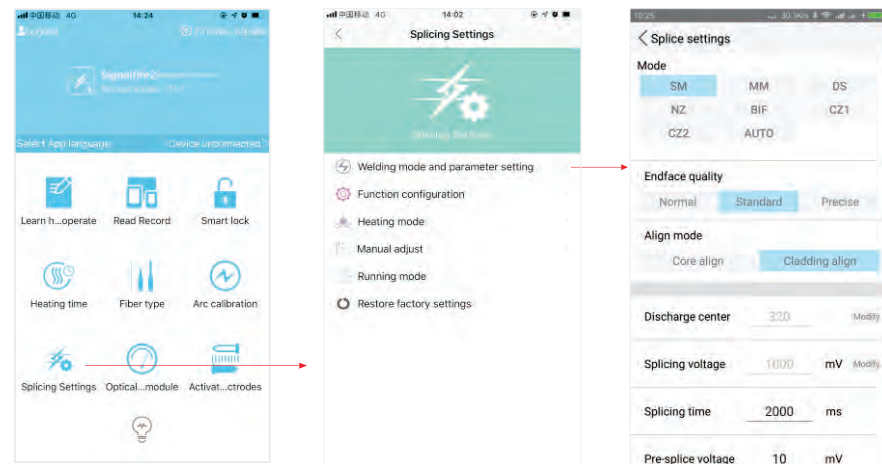 中国移动 4G 14:24
Select App language Device unconnected
Learn h...operate Read Record Smart lock
Heating time Fiber type Arc calibration
Splicing Settings Optical...module Activat...ctrodes
中国移动 4G 14:02
Splicing Settings
Splicing Settings
Welding mode and parameter setting
Function configuration
Heating mode
Manual adjust
Running mode
Restore factory settings
10:25
Splice settings
Mode
SM MM DS
NZ BIF CZ1
CZ2 AUTO
Endface quality
Normal Standard Precise
Align mode
Core align Cladding align
Discharge center 320 Modify
Splicing voltage 1000 mV Modify
Splicing time 2000 ms
Pre-splice voltage 10 mV